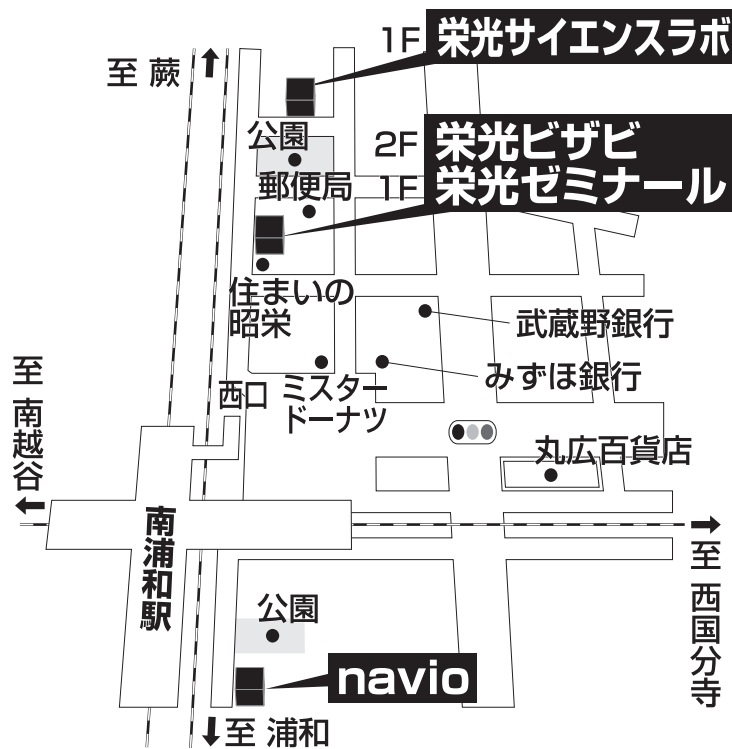 1F 栄光サイエンスラボ
至 蕨
公園
2F 栄光ビザビ
郵便局
1F 栄光ゼミナール
住まいの
昭栄
武蔵野銀行
みずほ銀行
至 南越谷
西口
ミスター
ドーナツ
丸広百貨店
南浦和駅
至 西国分寺
公園
navio
至 浦和